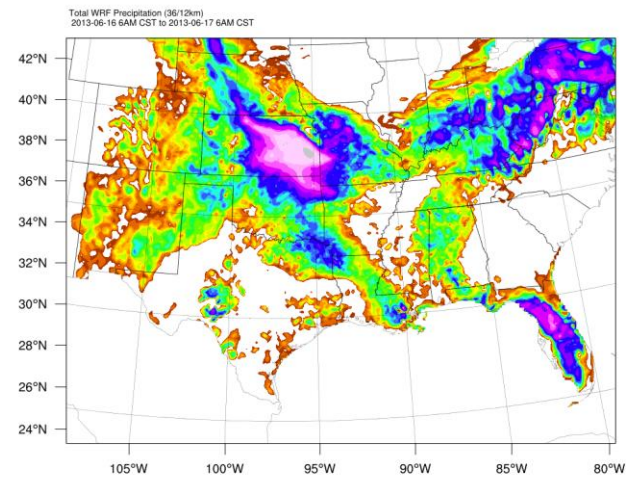 Total WRF Precipitation (36/12km)
2013-06-16 6AM CST to 2013-06-17 6AM CST
42°N
40°N
38°N
36°N
34°N
32°N
30°N
28°N
26°N
24°N
105°W 100°W 95°W 90°W 85°W 80°W